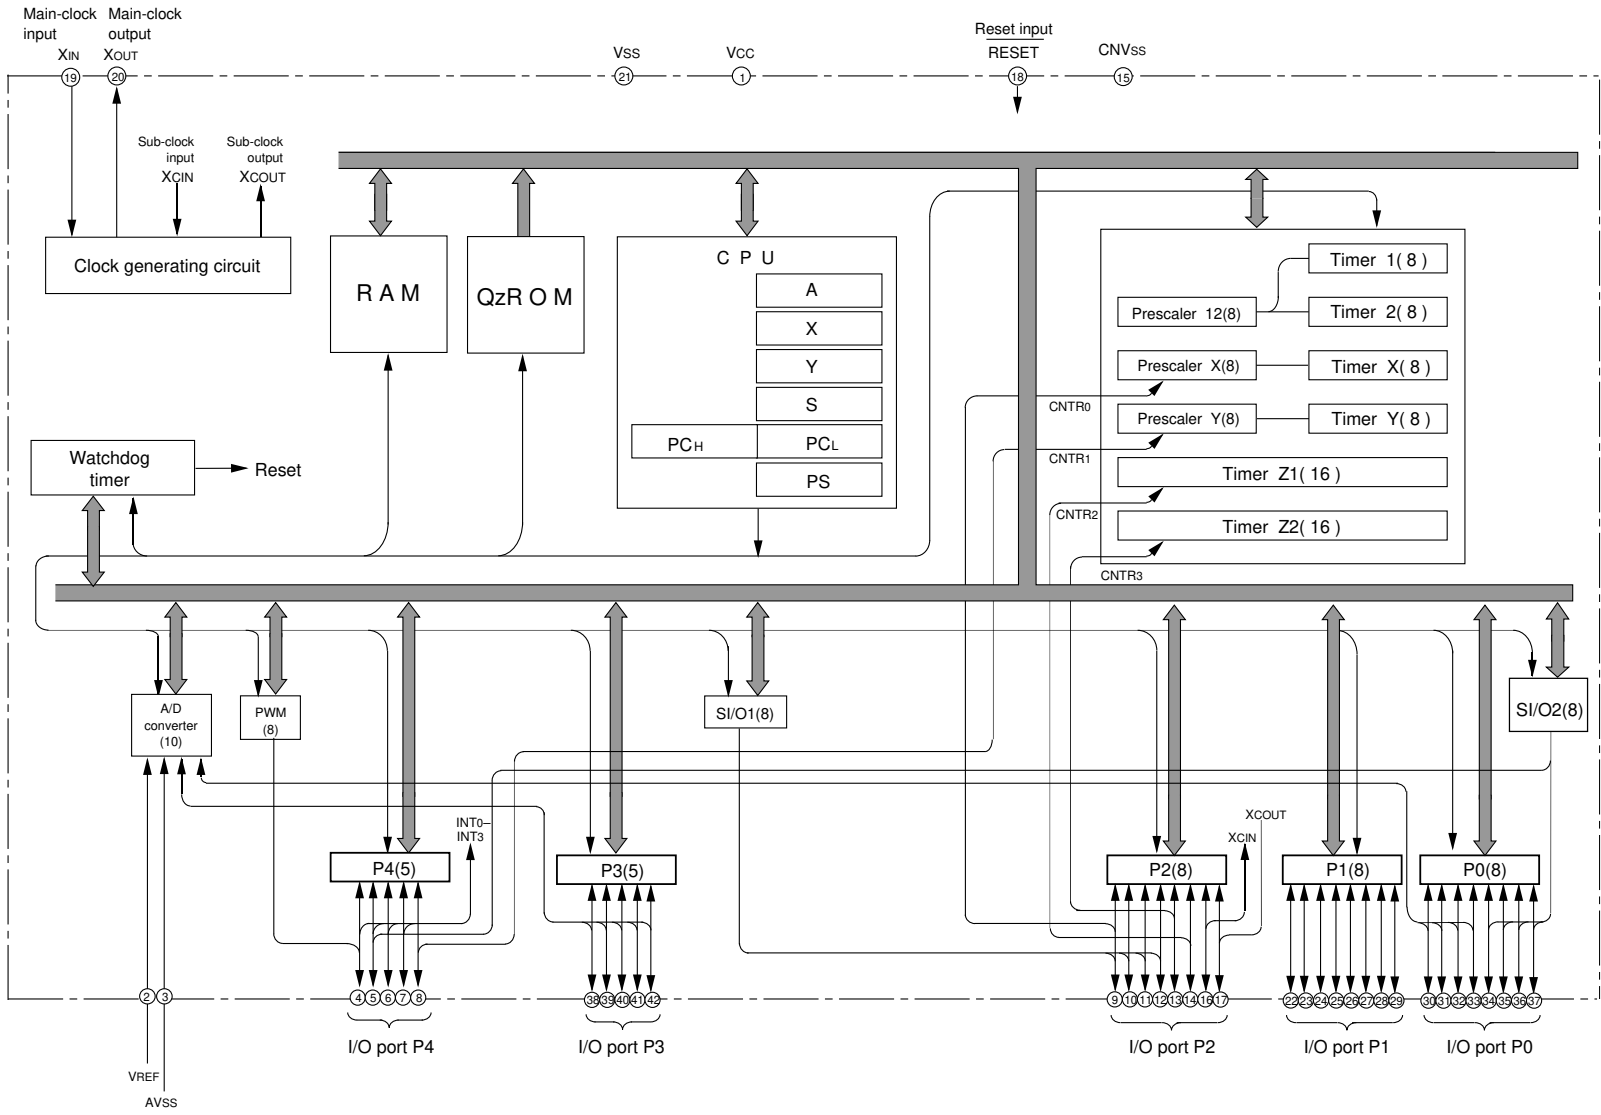 Main-clock input
XIN
19
Main-clock output
XOUT
20
VSS
21
VCC
1
Reset input
RESET
18
CNVSS
15
Sub-clock input
XCIN
Sub-clock output
XCOUT
Clock generating circuit
R A M
QzR O M
C P U
A
X
Y
S
PCH
PCL
PS
Timer 1( 8 )
Prescaler 12(8)
Timer 2( 8 )
Prescaler X(8)
Timer X( 8 )
CNTR0
Prescaler Y(8)
Timer Y( 8 )
CNTR1
Timer Z1( 16 )
CNTR2
Timer Z2( 16 )
CNTR3
Watchdog timer
Reset
A/D converter (10)
PWM (8)
SI/O1(8)
SI/O2(8)
INT0–
INT3
XCOUT
XCIN
P4(5)
P3(5)
P2(8)
P1(8)
P0(8)
2 3
4 5 6 7 8
38 39 40 41 42
9 10 11 12 13 14 16 17
22 23 24 25 26 27 28 29
30 31 32 33 34 35 36 37
I/O port P4
I/O port P3
I/O port P2
I/O port P1
I/O port P0
VREF
AVSS